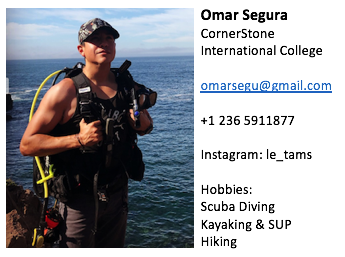 Omar Segura
CornerStone
International College
omarsegu@gmail.com
+1 236 5911877
Instagram: le_tams
Hobbies:
Scuba Diving
Kayaking & SUP
Hiking